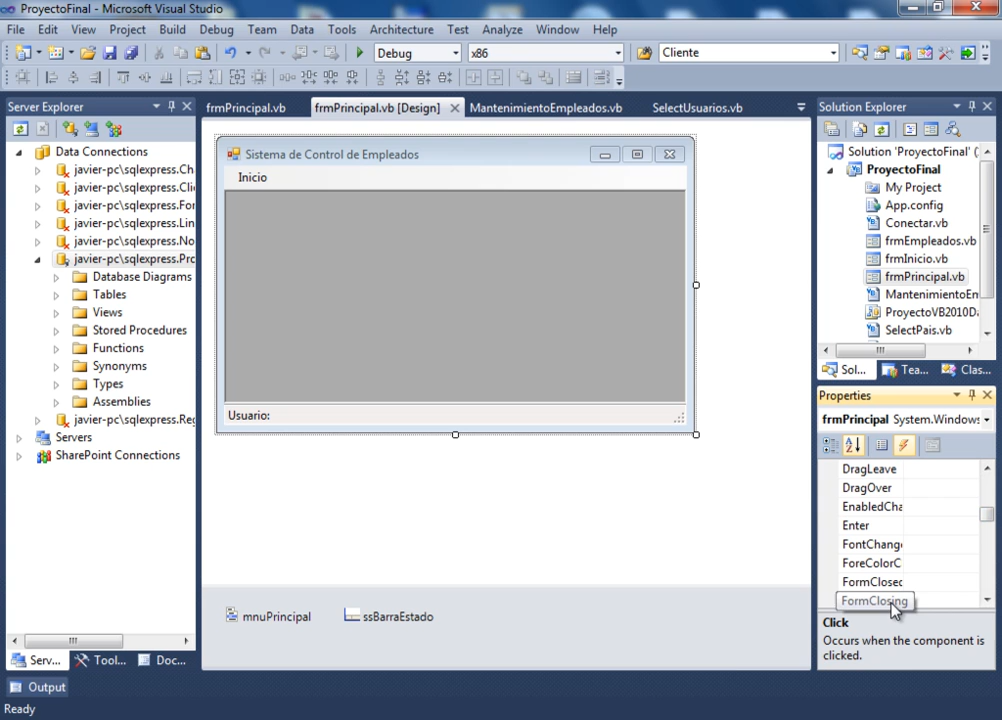 ProyectoFinal - Microsoft Visual Studio
File Edit View Project Build Debug Team Data Tools Architecture Test Analyze Window Help
Debug x86 Cliente
Server Explorer
frmPrincipal.vb frmPrincipal.vb [Design] MantenimientoEmpleados.vb SelectUsuarios.vb
Solution Explorer
Data Connections
javier-pc\sqlexpress.Ch
javier-pc\sqlexpress.Cli
javier-pc\sqlexpress.For
javier-pc\sqlexpress.Lin
javier-pc\sqlexpress.No
javier-pc\sqlexpress.Pro
Database Diagrams
Tables
Views
Stored Procedures
Functions
Synonyms
Types
Assemblies
javier-pc\sqlexpress.Reg
Servers
SharePoint Connections
Serv... Tool... Doc...
Sistema de Control de Empleados
Inicio
Usuario:
mnuPrincipal ssBarraEstado
Solution 'ProyectoFinal' (
ProyectoFinal
My Project
App.config
Conectar.vb
frmEmpleados.vb
frmInicio.vb
frmPrincipal.vb
MantenimientoEm
ProyectoVB2010Da
SelectPais.vb
Sol... Tea... Clas...
Properties
frmPrincipal System.Windows
DragLeave
DragOver
EnabledCha
Enter
FontChang
ForeColorC
FormClosed
FormClosing
Click
Occurs when the component is
clicked.
Output
Ready